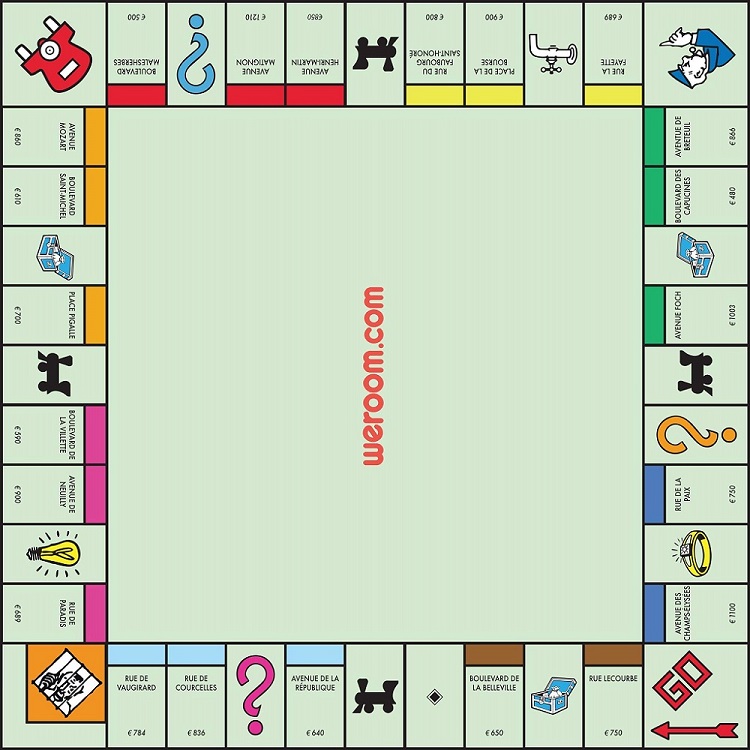 € 500
BOULEVARD
MALESHERBES
€ 1210
AVENUE
MATIGNON
€850
AVENUE
HENRI-MARTIN
€ 800
RUE DU
FAUBOURG
SAINT-HONORÉ
€ 900
PLACE DE LA
BOURSE
€ 689
RUE
FAYETTE LA
AVENUE
MOZART
€ 860
BOULEVARD
SAINT-MICHEL
€ 610
PLACE PIGALLE
€ 700
BOULEVARD DE
LA VILLETTE
€ 590
AVENUE DE
NEUILLY
€ 900
RUE DE
PARADIS
€ 689
weroom.com
AVENTUE DE
BRETEUIL
€ 866
BOULEVARD DES
CAPUCINES
€ 480
AVENUE FOCH
€ 1003
RUE DE LA
PAIX
€ 750
AVENUE DES
CHAMPS-ELYSEES
€ 1100
RUE DE
VAUGIRARD
€ 784
RUE DE
COURCELLES
€ 836
AVENUE DE LA
RÉPUBLIQUE
€ 640
BOULEVARD DE
LA BELLEVILLE
€ 650
RUE LECOURBE
€ 750
GO